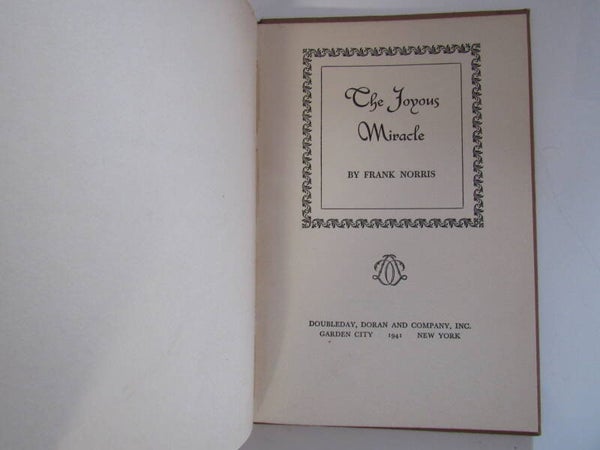 The Joyous
Miracle
BY FRANK NORRIS
DOUBLEDAY, DORAN AND COMPANY, INC.
GARDEN CITY 1941 NEW YORK